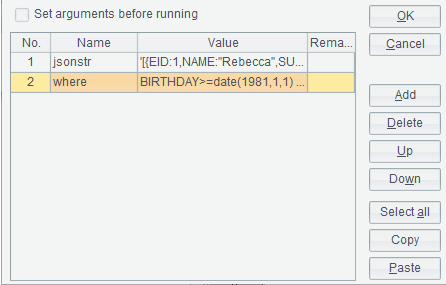 Set arguments before running
No. Name Value Rema...
1 jsonstr '[{EID:1,NAME:"Rebecca",SU...
2 where BIRTHDAY>=date(1981,1,1) ...
OK
Cancel
Add
Delete
Up
Down
Select all
Copy
Paste